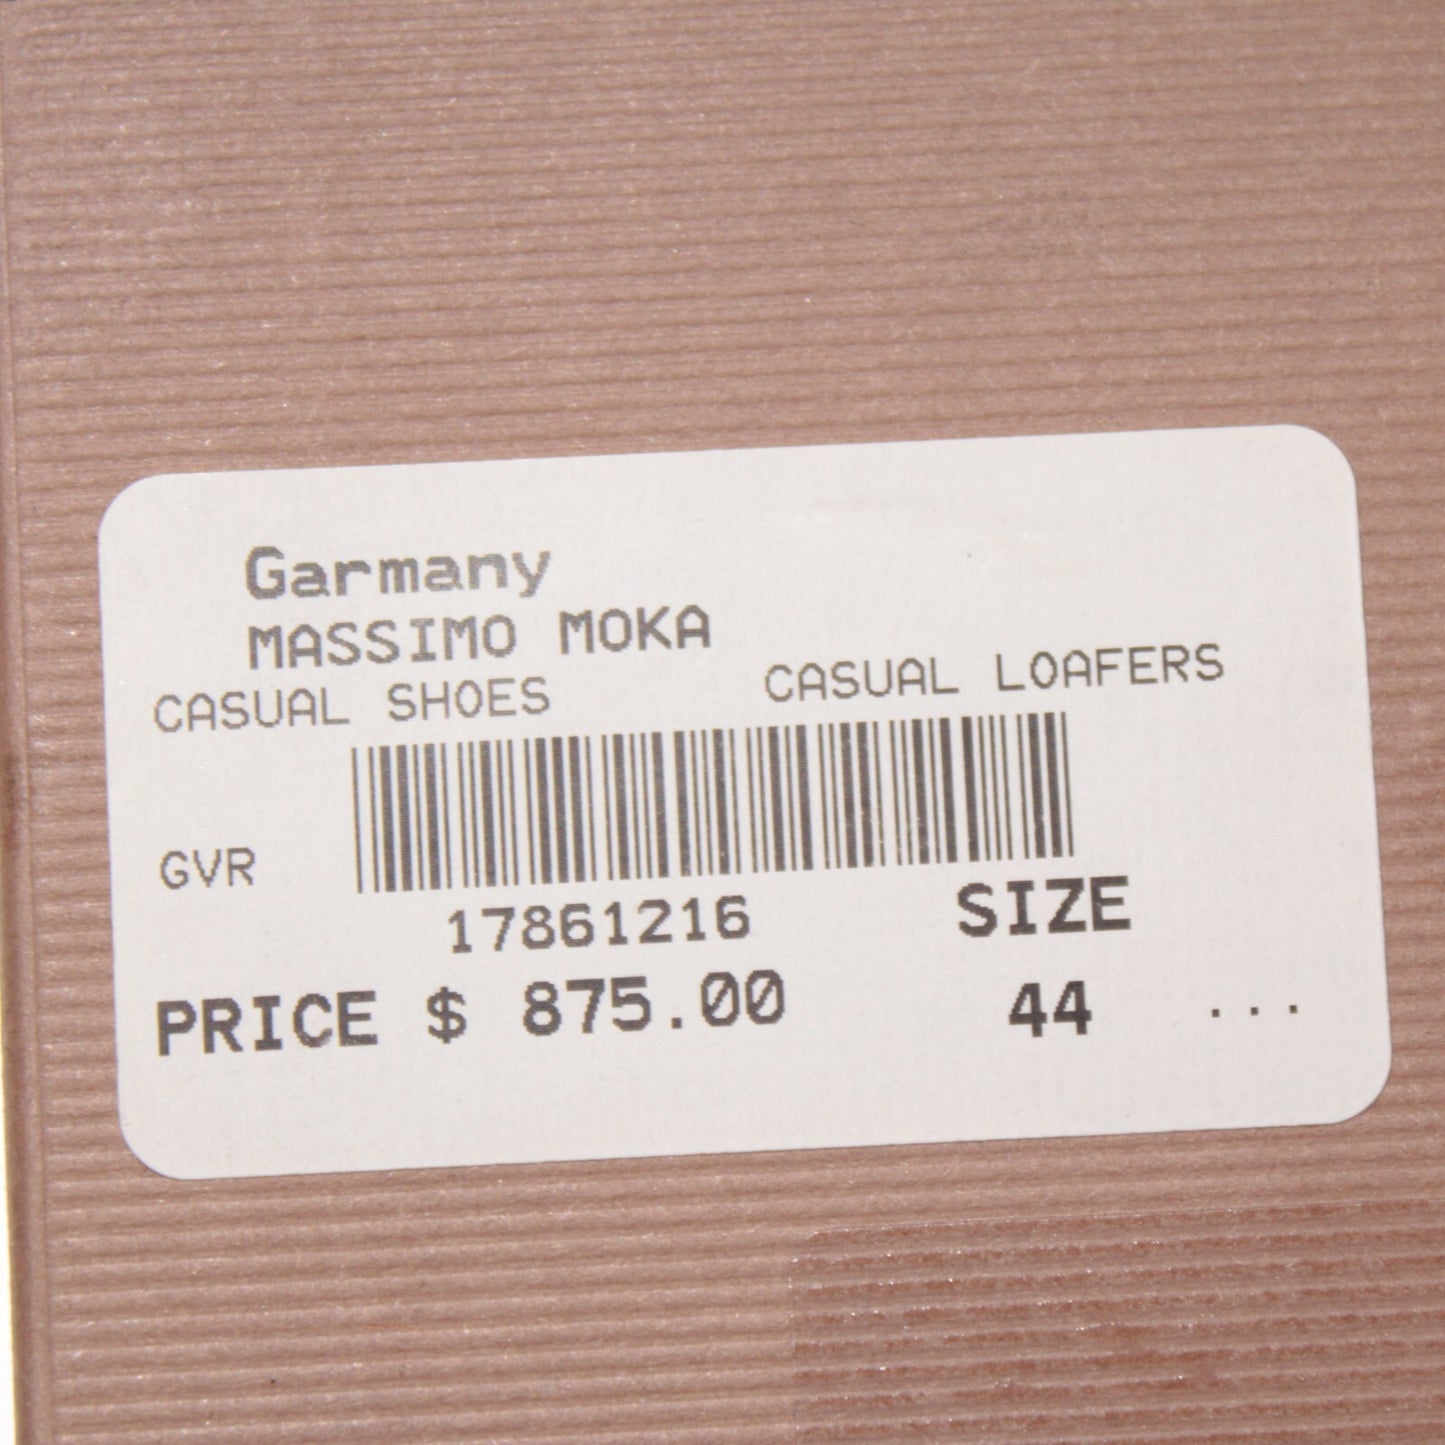 Garmany
MASSIMO MOKA
CASUAL SHOES CASUAL LOAFERS
GVR
17861216 SIZE
PRICE $ 875.00 44 ...